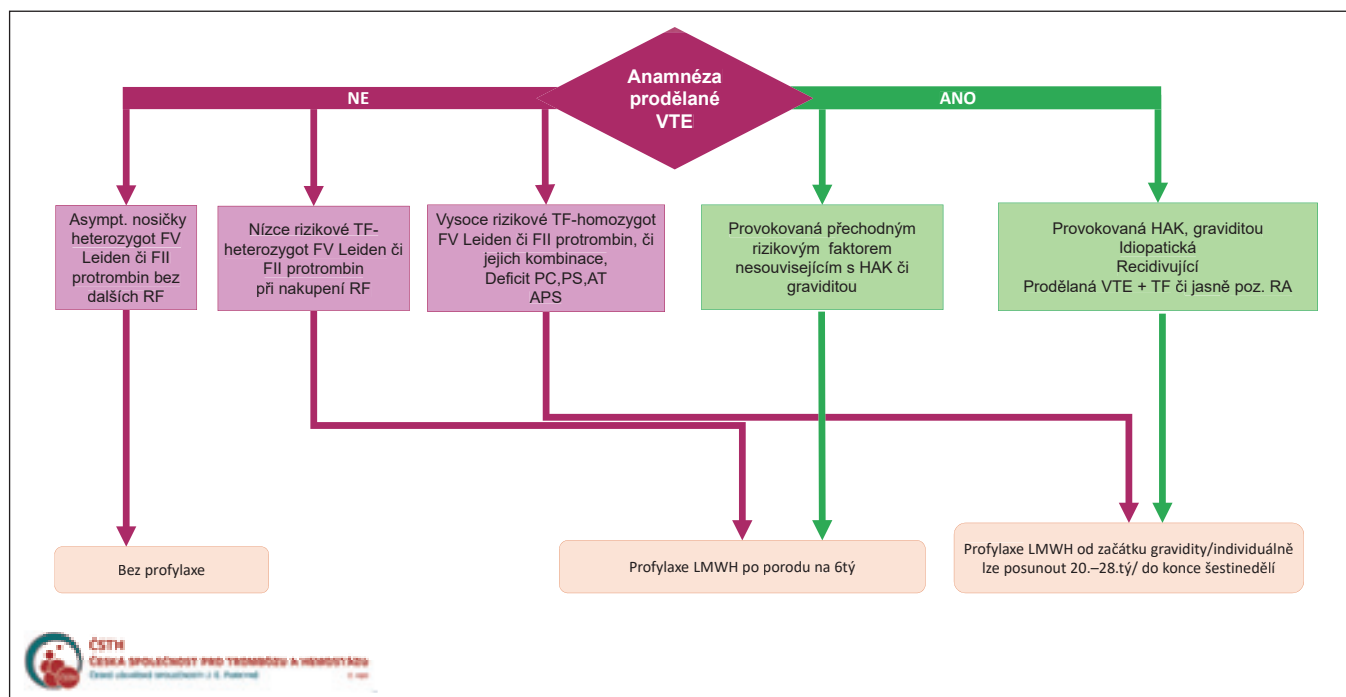 Anamnéza
prodělané
VTE
NE
ANO
Asympt. nosičky
heterozygot FV
Leiden či FII
protrombin bez
dalších RF
Nízce rizikové TF-
heterozygot FV Leiden či
FII protrombin
při nakupení RF
Vysoce rizikové TF-homozygot
FV Leiden či FII protrombin, či
jejich kombinace,
Deficit PC,PS,AT
APS
Provokovaná přechodným
rizikovým faktorem
nesouvisejícím s HAK či
graviditou
Provokovaná HAK, graviditou
Idiopatická
Recidivující
Prodělaná VTE + TF či jasně poz. RA
Bez profylaxe
Profylaxe LMWH po porodu na 6tý
Profylaxe LMWH od začátku gravidity/individuálně
lze posunout 20.–28.tý/ do konce šestinedělí
ČSTH
ČESKÁ SPOLEČNOST PRO TROMBÓZU A HEMOSTÁZU
České lékařské společnosti J. E. Purkyně